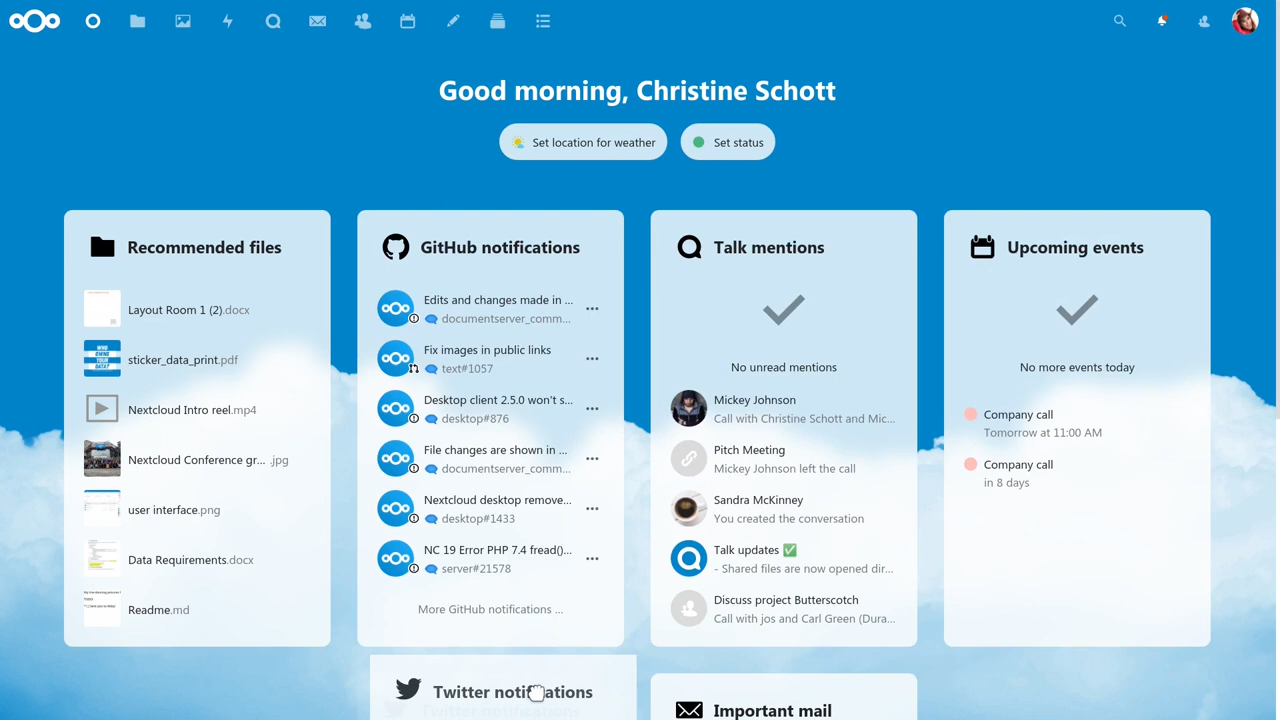 Good morning, Christine Schott
Set location for weather
Set status
Recommended files
Layout Room 1 (2).docx
sticker_data_print.pdf
Nextcloud Intro reel.mp4
Nextcloud Conference gr... .jpg
user interface.png
Data Requirements.docx
Readme.md
GitHub notifications
Edits and changes made in ...
documentserver_comm...
Fix images in public links
text#1057
Desktop client 2.5.0 won't s...
desktop#876
File changes are shown in ...
documentserver_comm...
Nextcloud desktop remove...
desktop#1433
NC 19 Error PHP 7.4 fread()...
server#21578
More GitHub notifications ...
Talk mentions
No unread mentions
Mickey Johnson
Call with Christine Schott and Mic...
Pitch Meeting
Mickey Johnson left the call
Sandra McKinney
You created the conversation
Talk updates ✅
- Shared files are now opened dir...
Discuss project Butterscotch
Call with jos and Carl Green (Dura...
Upcoming events
No more events today
Company call
Tomorrow at 11:00 AM
Company call
in 8 days
Twitter notifications
Important mail